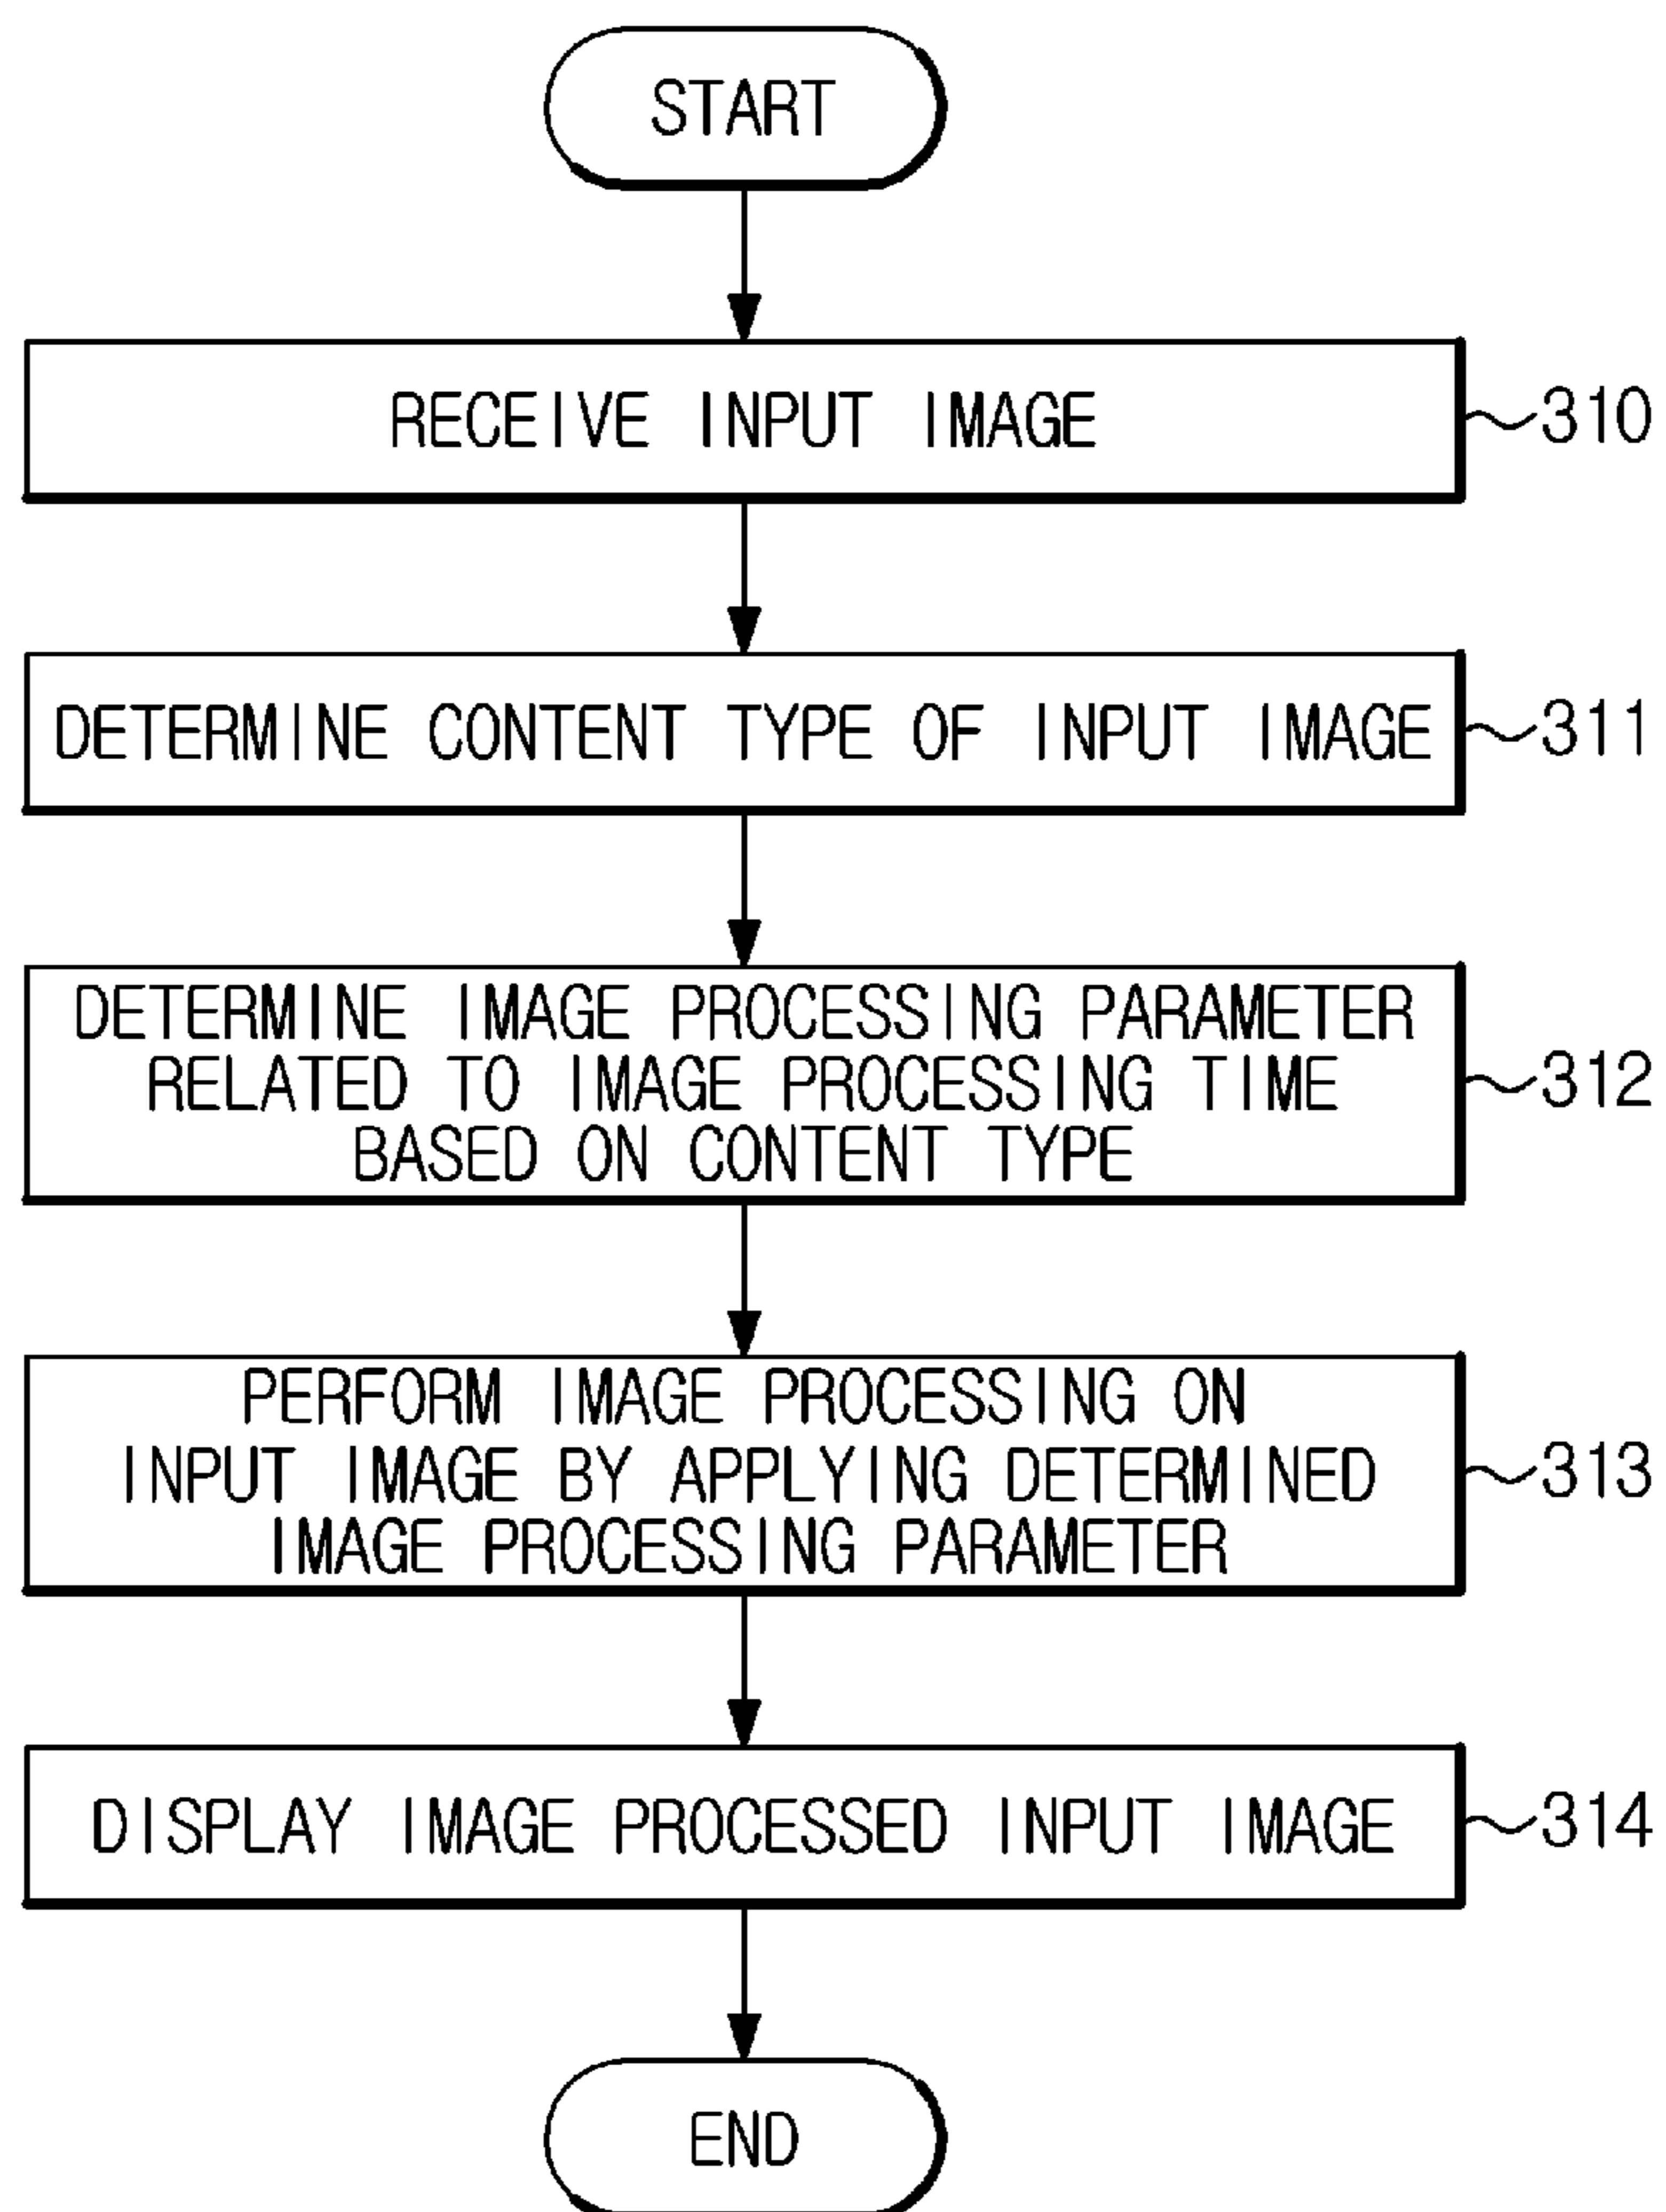 START
RECEIVE INPUT IMAGE
310
DETERMINE CONTENT TYPE OF INPUT IMAGE
311
DETERMINE IMAGE PROCESSING PARAMETER
RELATED TO IMAGE PROCESSING TIME
BASED ON CONTENT TYPE
312
PERFORM IMAGE PROCESSING ON
INPUT IMAGE BY APPLYING DETERMINED
IMAGE PROCESSING PARAMETER
313
DISPLAY IMAGE PROCESSED INPUT IMAGE
314
END